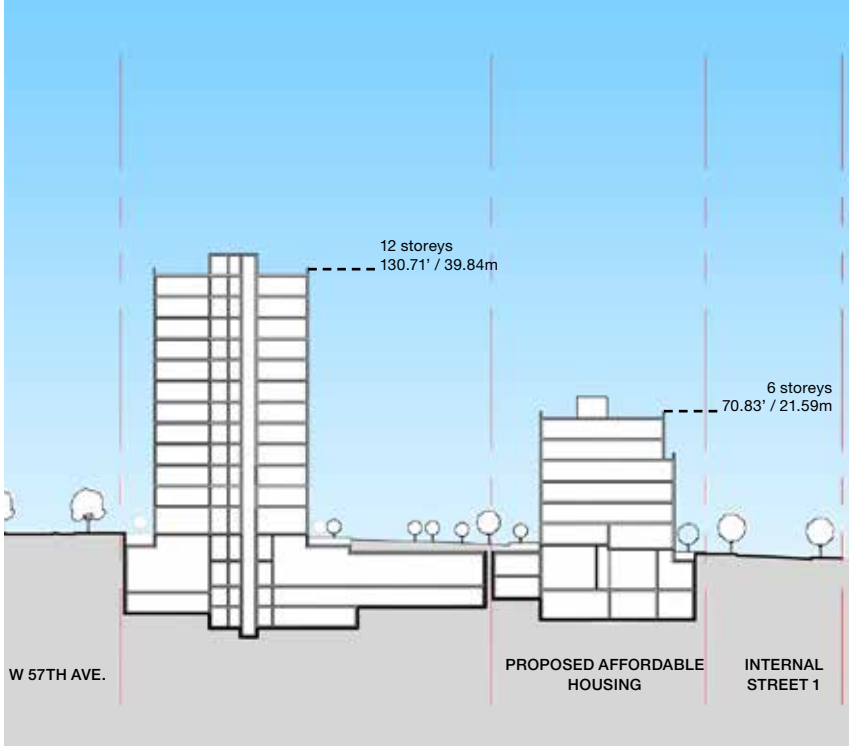 12 storeys
130.71' / 39.84m
6 storeys
70.83' / 21.59m
W 57TH AVE.
PROPOSED AFFORDABLE
HOUSING
INTERNAL
STREET 1